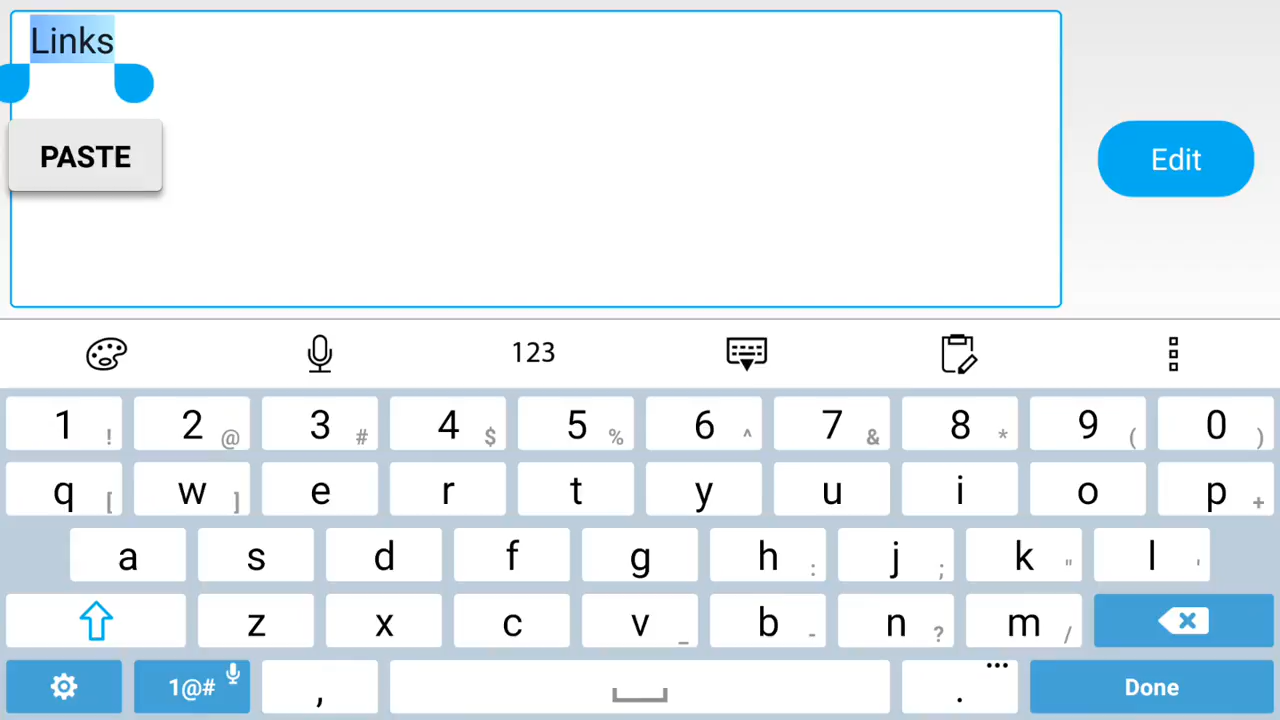 Links
PASTE
Edit
123
1 ! 2 @ 3 # 4 $ 5 % 6 ^ 7 & 8 * 9 ( 0 )
q [ w ] e r t y u i o p +
a s d f g h : j ; k " l '
z x c v _ b - n ? m /
1@# , . ... Done